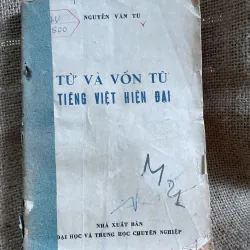 NGUYỄN VĂN TU
TỪ VÀ VỐN TỪ
TIẾNG VIỆT HIỆN ĐẠI
NHÀ XUẤT BẢN
ĐẠI HỌC VÀ TRUNG HỌC CHUYÊN NGHIỆP